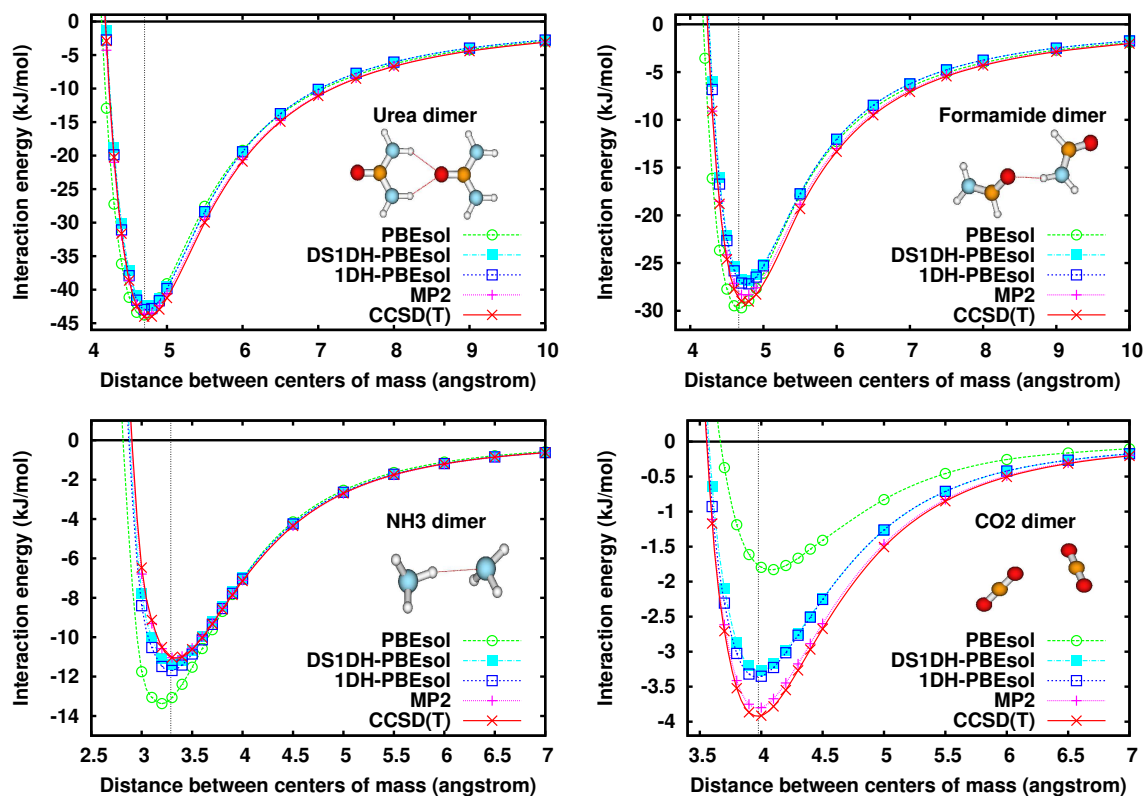 0
-5
-10
-15
-20
-25
-30
-35
-40
-45
4 5 6 7 8 9 10
Interaction energy (kJ/mol)
Distance between centers of mass (angstrom)
Urea dimer
PBEsol
DS1DH-PBEsol
1DH-PBEsol
MP2
CCSD(T)
0
-5
-10
-15
-20
-25
-30
4 5 6 7 8 9 10
Interaction energy (kJ/mol)
Distance between centers of mass (angstrom)
Formamide dimer
PBEsol
DS1DH-PBEsol
1DH-PBEsol
MP2
CCSD(T)
0
-2
-4
-6
-8
-10
-12
-14
2.5 3 3.5 4 4.5 5 5.5 6 6.5 7
Interaction energy (kJ/mol)
Distance between centers of mass (angstrom)
NH3 dimer
PBEsol
DS1DH-PBEsol
1DH-PBEsol
MP2
CCSD(T)
0
-0.5
-1
-1.5
-2
-2.5
-3
-3.5
-4
3.5 4 4.5 5 5.5 6 6.5 7
Interaction energy (kJ/mol)
Distance between centers of mass (angstrom)
CO2 dimer
PBEsol
DS1DH-PBEsol
1DH-PBEsol
MP2
CCSD(T)